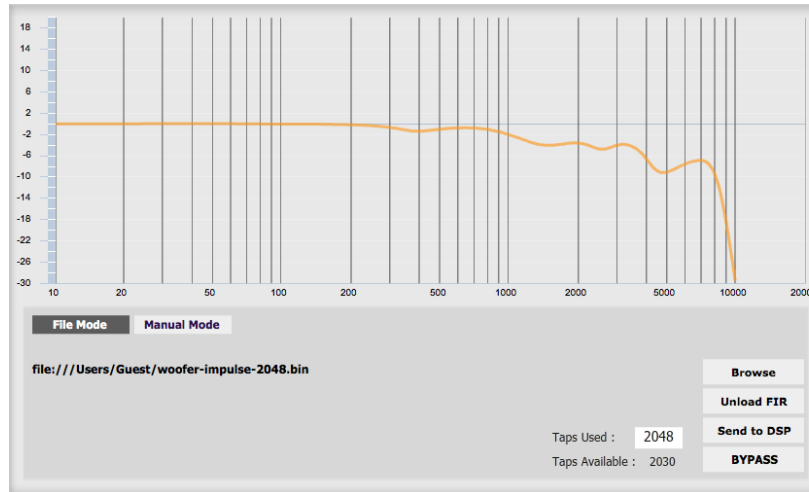 18
14
10
6
2
-2
-6
-10
-14
-18
-22
-26
-30
10 20 50 100 200 500 1000 2000 5000 10000 2000
File Mode Manual Mode
file:///Users/Guest/woofer-impulse-2048.bin
Browse
Unload FIR
Taps Used : 2048 Send to DSP
Taps Available : 2030 BYPASS